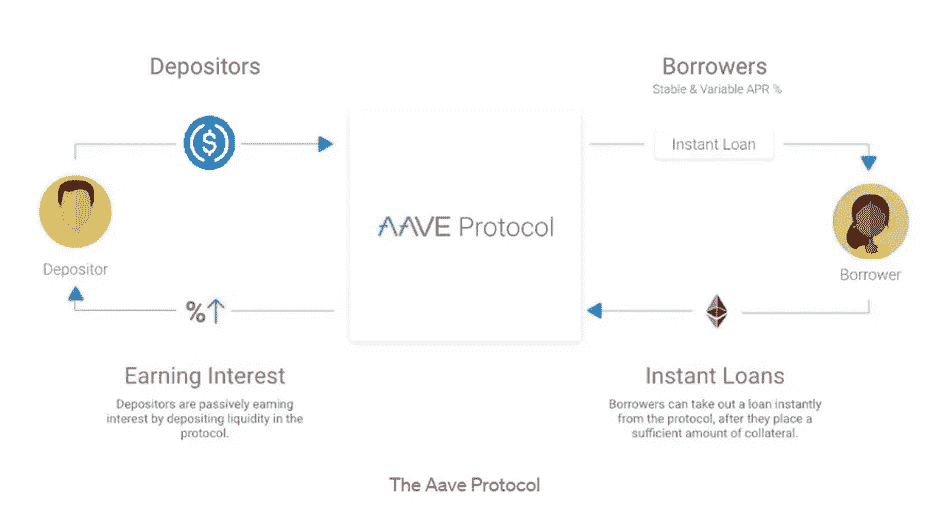 Depositors
Borrowers
Stable & Variable APR %
Instant Loan
AAVE Protocol
Depositor
Borrower
%
Earning Interest
Depositors are passively earning
interest by depositing liquidity in the
protocol.
Instant Loans
Borrowers can take out a loan instantly
from the protocol, after they place a
sufficient amount of collateral.
The Aave Protocol